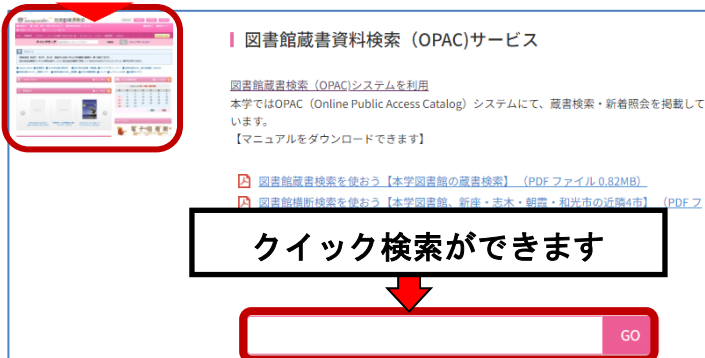 図書館蔵書資料検索（OPAC)サービス
図書館蔵書検索（OPAC)システムを利用
本学ではOPAC（Online Public Access Catalog）システムにて、蔵書検索・新着照会を掲載して
います。
【マニュアルをダウンロードできます】
図書館蔵書検索を使おう【本学図書館の蔵書検索】（PDF ファイル 0.82MB）
図書館横断検索を使おう【本学図書館、新座・志木・朝霞・和光市の近隣4市】（PDF フ
クイック検索ができます
GO